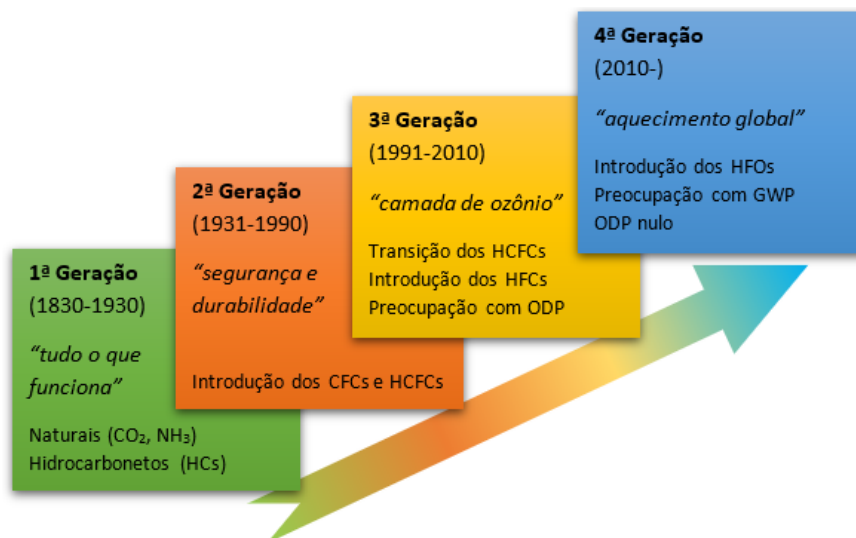 1ª Geração
(1830-1930)
“tudo o que
funciona”
Naturais (CO₂, NH₃)
Hidrocarbonetos (HCs)
2ª Geração
(1931-1990)
“segurança e
durabilidade”
Introdução dos CFCs e HCFCs
3ª Geração
(1991-2010)
“camada de ozônio”
Transição dos HCFCs
Introdução dos HFCs
Preocupação com ODP
4ª Geração
(2010-)
“aquecimento global”
Introdução dos HFOs
Preocupação com GWP
ODP nulo